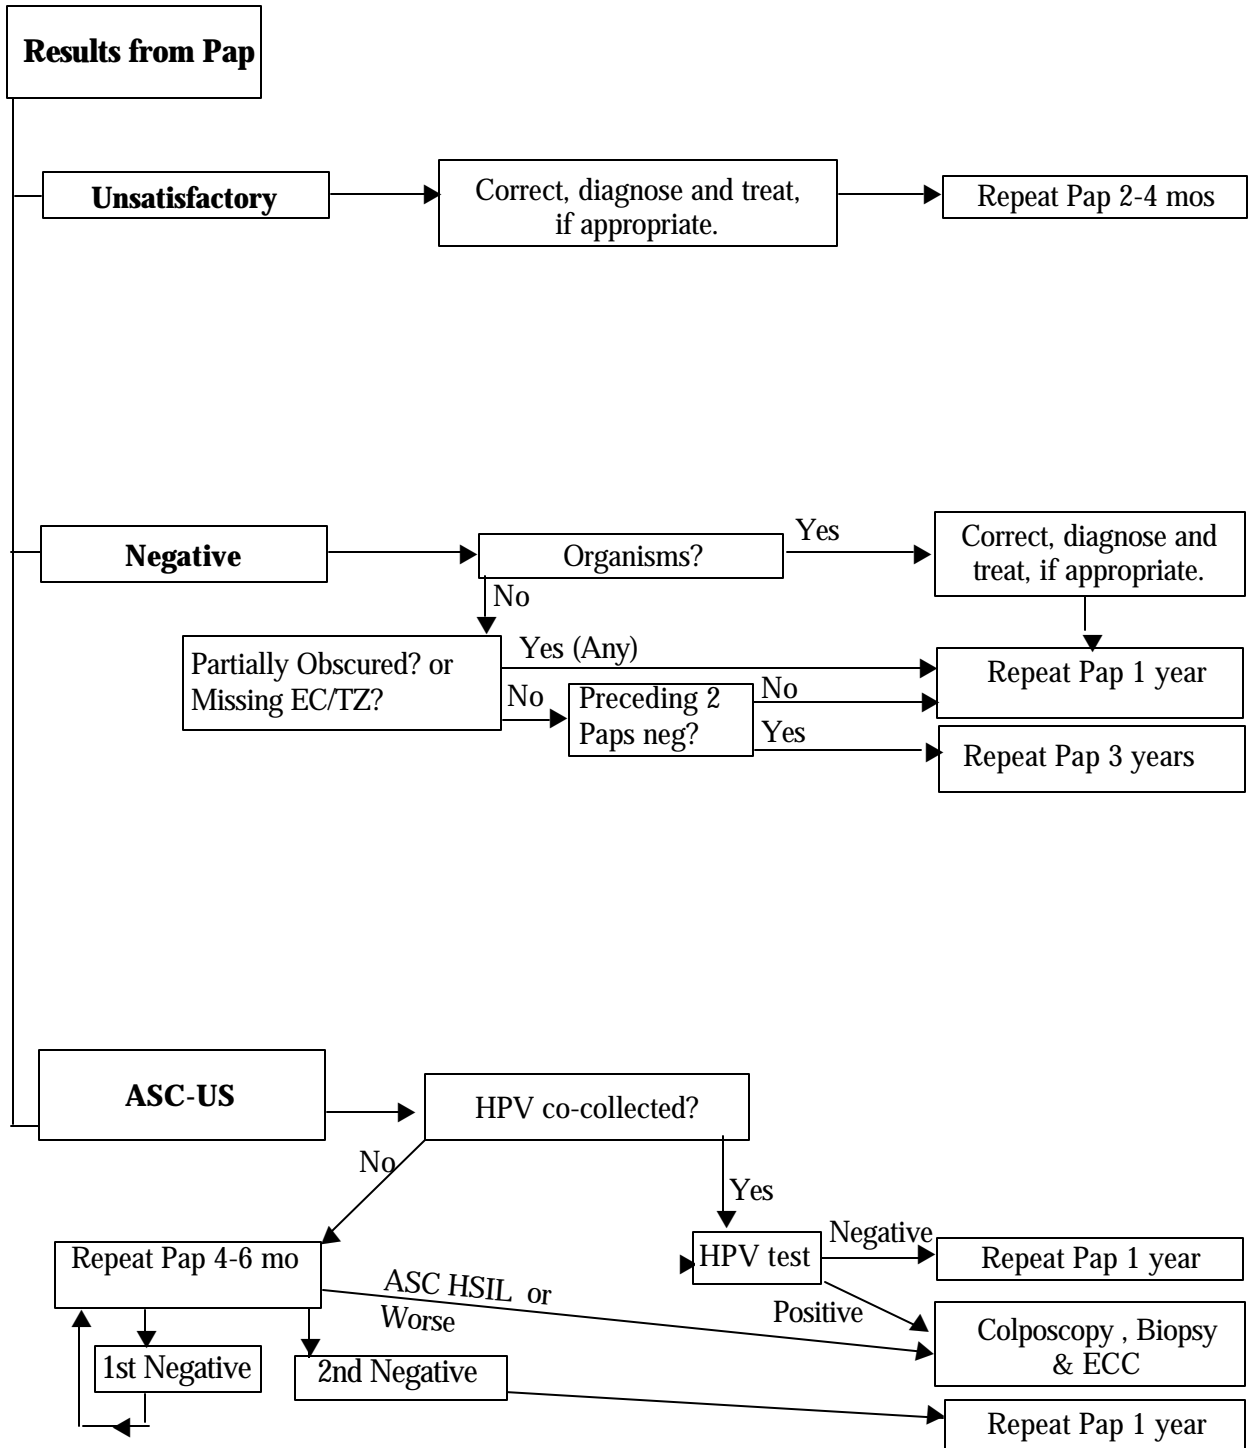 Results from Pap
Unsatisfactory
Correct, diagnose and treat,
if appropriate.
Repeat Pap 2-4 mos
Negative
Organisms?
Yes
Correct, diagnose and
treat, if appropriate.
No
Partially Obscured? or
Missing EC/TZ?
Yes (Any)
Repeat Pap 1 year
No
Preceding 2
Paps neg?
No
Yes
Repeat Pap 3 years
ASC-US
HPV co-collected?
No
Yes
Repeat Pap 4-6 mo
HPV test
Negative
Repeat Pap 1 year
ASC HSIL or
Worse
Positive
Colposcopy , Biopsy
& ECC
1st Negative
2nd Negative
Repeat Pap 1 year